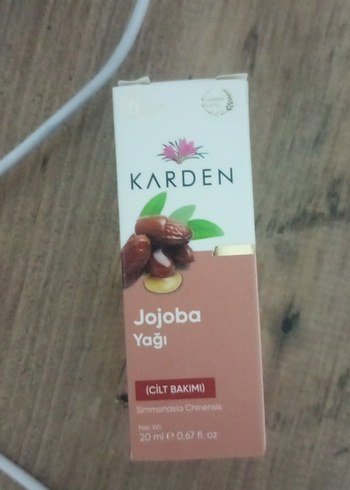 KARDEN
Jojoba
Yağı
(CİLT BAKIMI)
Simmondsia Chinensis
20 ml e 0,67 fl. oz